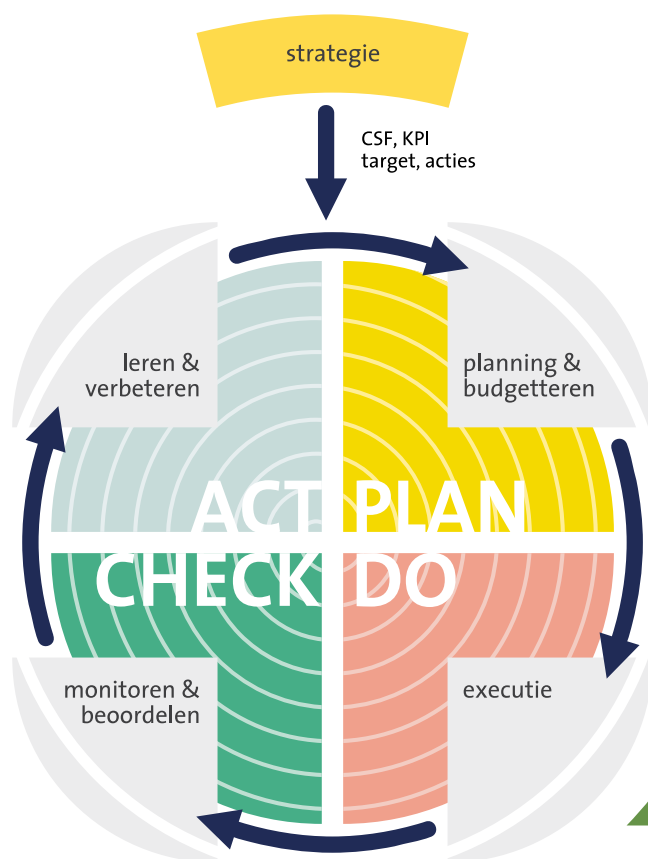 strategie
CSF, KPI
target, acties
leren &
verbeteren
planning &
budgetteren
ACT
PLAN
CHECK
DO
monitoren &
beoordelen
executie